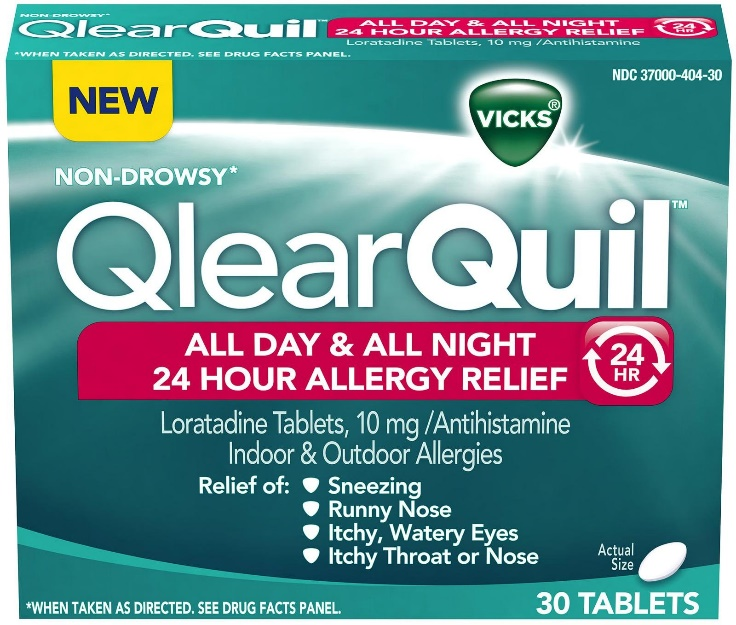 NON-DROWSY*
QlearQuil™ ALL DAY & ALL NIGHT
24 HOUR ALLERGY RELIEF
24
HR
Loratadine Tablets, 10 mg /Antihistamine
*WHEN TAKEN AS DIRECTED. SEE DRUG FACTS PANEL.
NDC 37000-404-30
NEW
VICKS®
NON-DROWSY*
QlearQuil™
ALL DAY & ALL NIGHT
24 HOUR ALLERGY RELIEF
24
HR
Loratadine Tablets, 10 mg /Antihistamine
Indoor & Outdoor Allergies
Relief of: Sneezing
Runny Nose
Itchy, Watery Eyes
Itchy Throat or Nose
Actual
Size
*WHEN TAKEN AS DIRECTED. SEE DRUG FACTS PANEL.
30 TABLETS